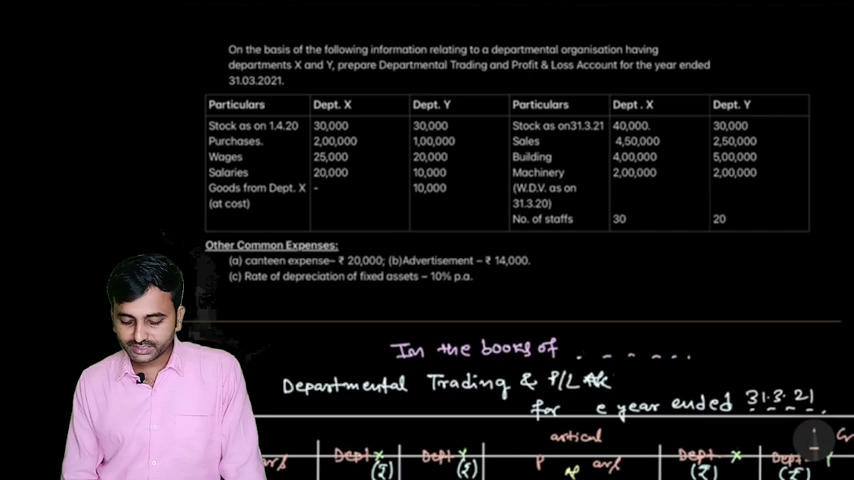 On the basis of the following information relating to a departmental organisation having
departments X and Y, prepare Departmental Trading and Profit & Loss Account for the year ended
31.03.2021.
Particulars Dept. X Dept. Y Particulars Dept . X Dept. Y
Stock as on 1.4.20 30,000 30,000 Stock as on31.3.21 40,000. 30,000
Purchases. 2,00,000 1,00,000 Sales 4,50,000 2,50,000
Wages 25,000 20,000 Building 4,00,000 5,00,000
Salaries 20,000 10,000 Machinery 2,00,000 2,00,000
Goods from Dept. X - 10,000 (W.D.V. as on
(at cost) 31.3.20)
No. of staffs 30 20
Other Common Expenses:
(a) canteen expense– ₹ 20,000; (b)Advertisement – ₹ 14,000.
(c) Rate of depreciation of fixed assets – 10% p.a.
In the books of . - - - - - .
Departmental Trading & P/L
for e year ended 31.3.21
articul Cr
Dept X Dept Y P Dept X Dept
(₹) (₹) (₹) (₹)